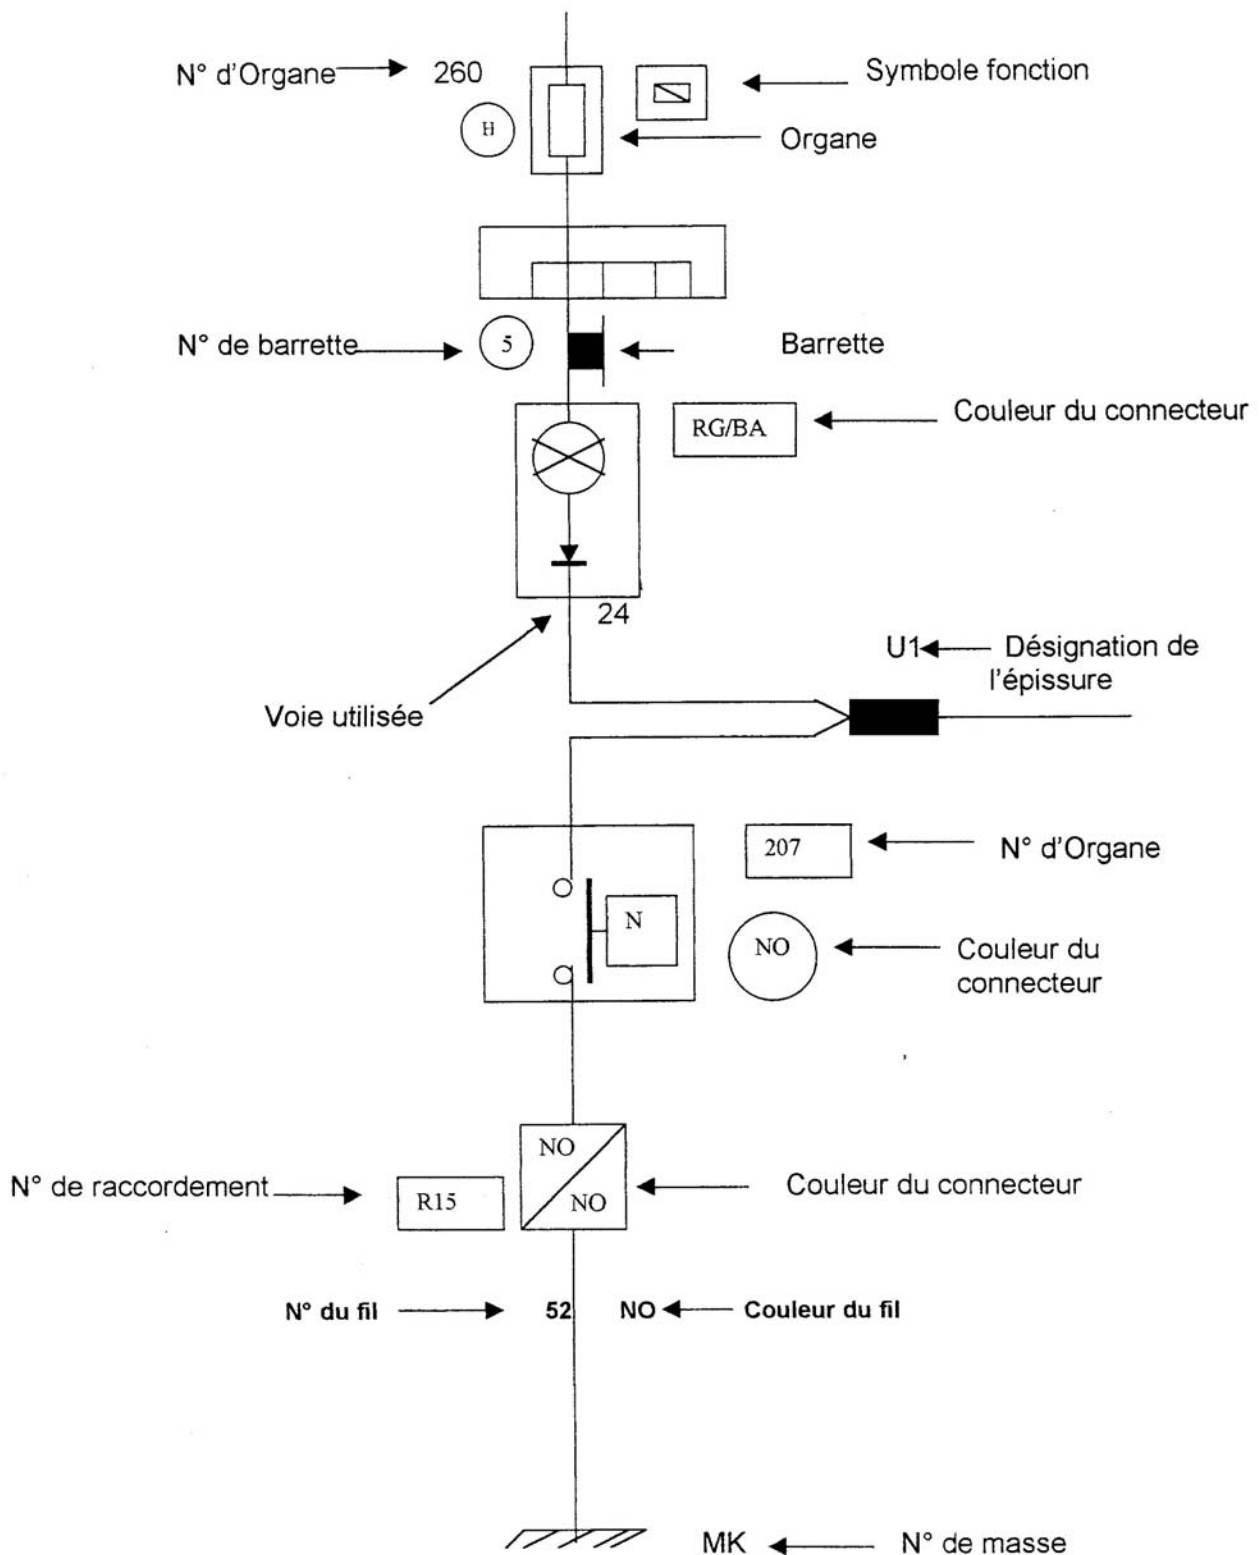 N° d'Organe 260 Symbole fonction
H
Organe
N° de barrette 5 Barrette
RG/BA Couleur du connecteur
24
U1 Désignation de
l'épissure
Voie utilisée
207 N° d'Organe
N
NO Couleur du
connecteur
NO
N° de raccordement R15 NO Couleur du connecteur
N° du fil 52 NO Couleur du fil
MK N° de masse